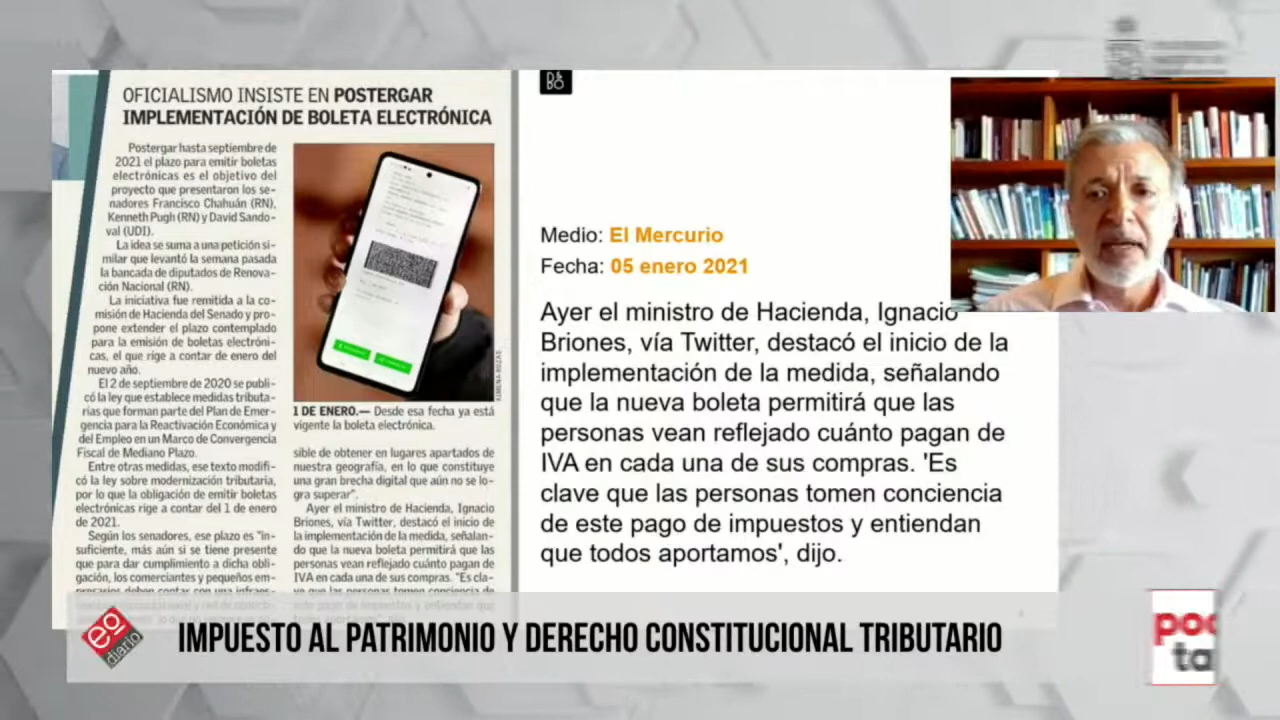 OFICIALISMO INSISTE EN POSTERGAR
IMPLEMENTACIÓN DE BOLETA ELECTRÓNICA
Postergar hasta septiembre de
2021 el plazo para emitir boletas
electrónicas es el objetivo del
proyecto que presentaron los se-
nadores Francisco Chahuán (RN),
Kenneth Pugh (RN) y David Sando-
val (UDI).
La idea se suma a una petición si-
milar que levantó la semana pasada
la bancada de diputados de Renova-
ción Nacional (RN).
La iniciativa fue remitida a la co-
misión de Hacienda del Senado y pro-
pone extender el plazo contemplado
para la emisión de boletas electróni-
cas, el que rige a contar de enero del
nuevo año.
El 2 de septiembre de 2020 se publi-
có la ley que establece medidas tributa-
rias que forman parte del Plan de Emer-
gencia para la Reactivación Económica y
del Empleo en un Marco de Convergencia
Fiscal de Mediano Plazo.
Entre otras medidas, ese texto modifi-
có la ley sobre modernización tributaria,
por lo que la obligación de emitir boletas
electrónicas rige a contar del 1 de enero
de 2021.
Según los senadores, ese plazo es "in-
suficiente, más aún si se tiene presente
que para dar cumplimiento a dicha obli-
gación, los comerciantes y pequeños em-
presarios deben contar con una infraes-
1 DE ENERO.— Desde esa fecha ya está
vigente la boleta electrónica.
sible de obtener en lugares apartados de
nuestra geografía, en lo que constituye
una gran brecha digital que aún no se lo-
gra superar".
Ayer el ministro de Hacienda, Ignacio
Briones, vía Twitter, destacó el inicio de
la implementación de la medida, señalan-
do que la nueva boleta permitirá que las
personas vean reflejado cuánto pagan de
IVA en cada una de sus compras. "Es cla-
ve que las personas tomen conciencia de
D&
BO
Medio: El Mercurio
Fecha: 05 enero 2021
Ayer el ministro de Hacienda, Ignacio
Briones, vía Twitter, destacó el inicio de la
implementación de la medida, señalando
que la nueva boleta permitirá que las
personas vean reflejado cuánto pagan de
IVA en cada una de sus compras. 'Es
clave que las personas tomen conciencia
de este pago de impuestos y entiendan
que todos aportamos', dijo.
eo
diario
IMPUESTO AL PATRIMONIO Y DERECHO CONSTITUCIONAL TRIBUTARIO